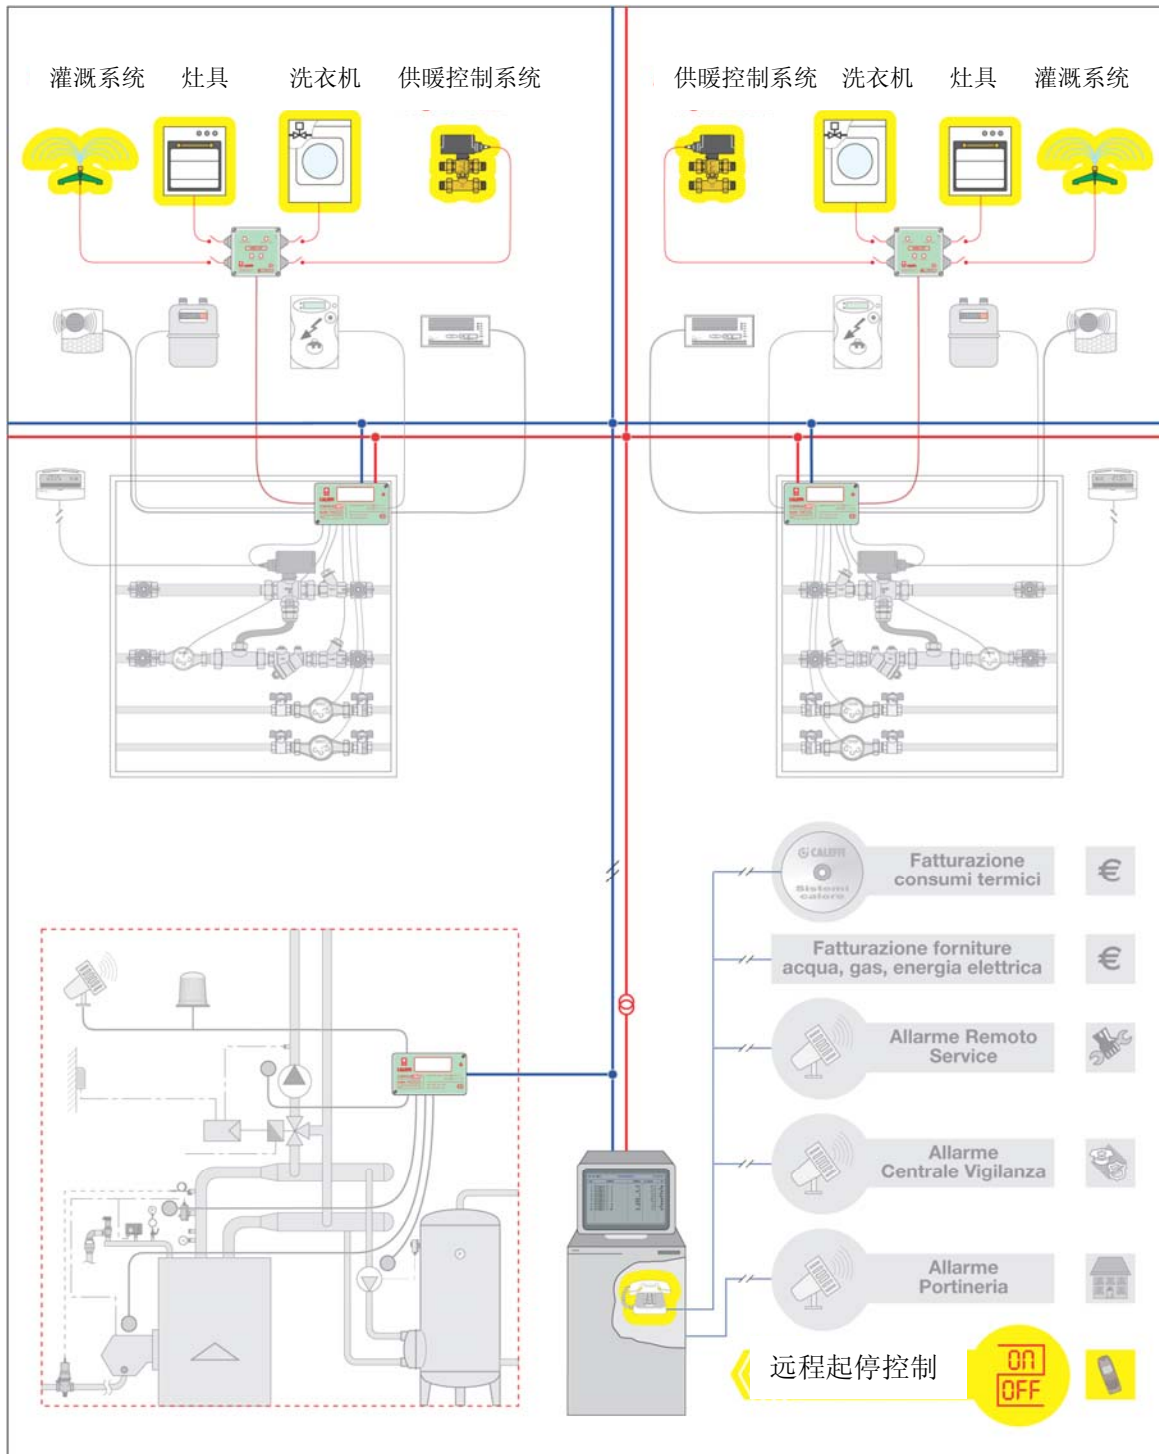 灌溉系统 灶具 洗衣机 供暖控制系统 供暖控制系统 洗衣机 灶具 灌溉系统
CALEFFI
CALEFFI
CALEFFI
Sistemi
calore
Fatturazione
consumi termici
€
Fatturazione forniture
acqua, gas, energia elettrica
€
Allarme Remoto
Service
Allarme
Centrale Vigilanza
Allarme
Portineria
远程起停控制
ON
OFF